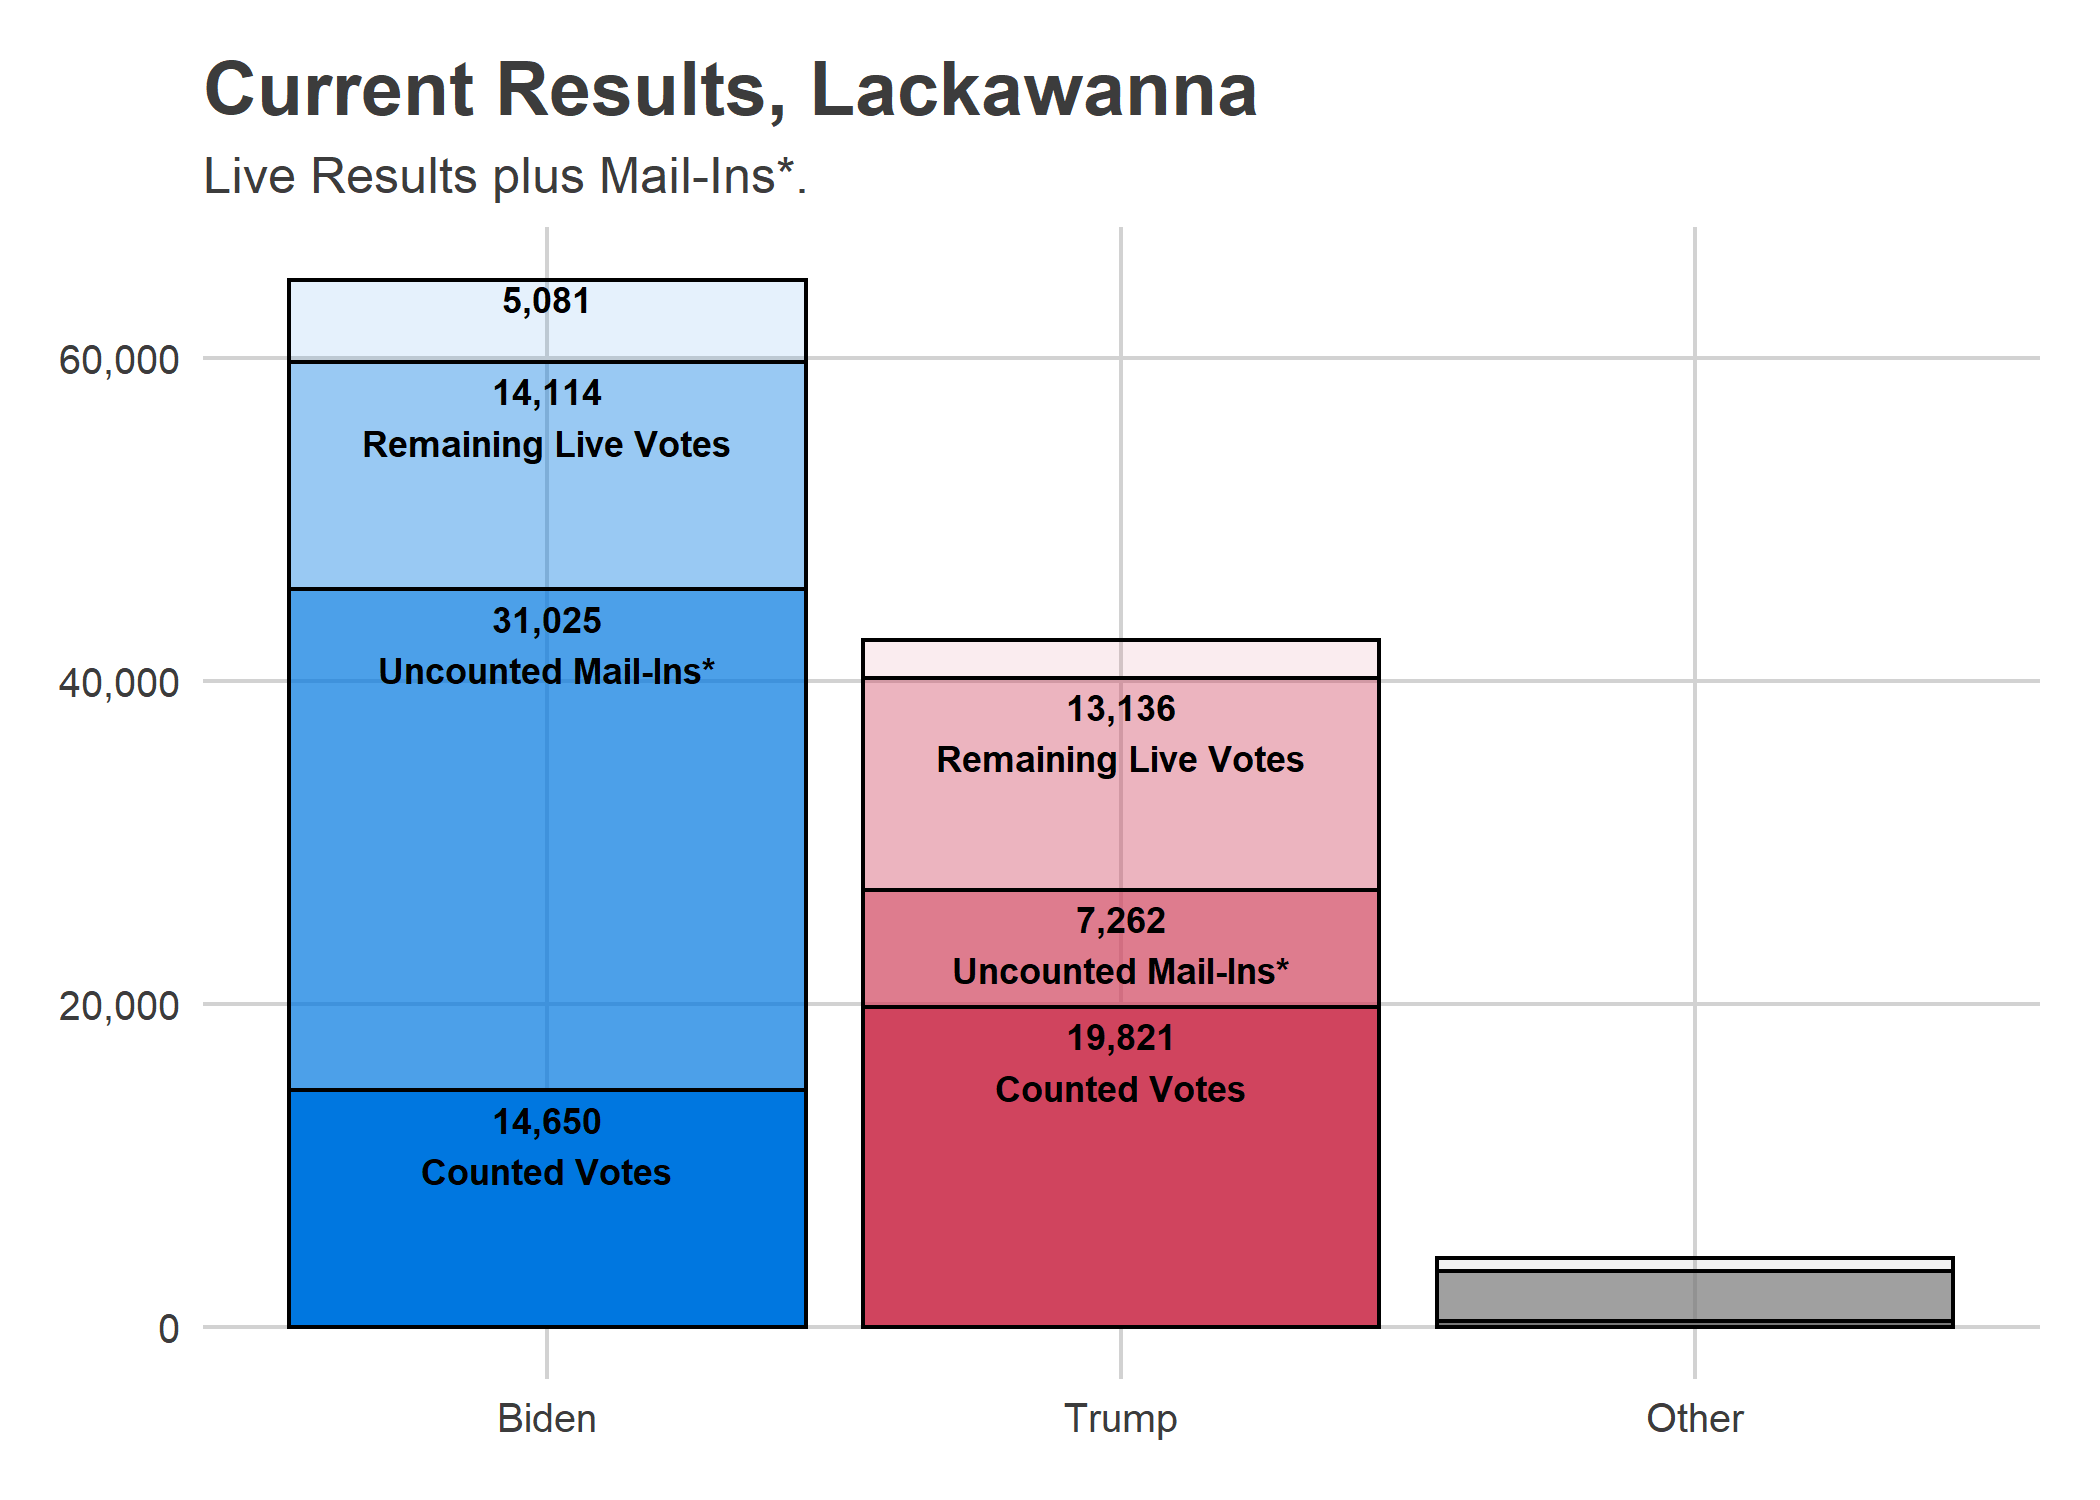 Current Results, Lackawanna
Live Results plus Mail-Ins*.
60,000
40,000
20,000
0
5,081
14,114
Remaining Live Votes
31,025
Uncounted Mail-Ins*
14,650
Counted Votes
13,136
Remaining Live Votes
7,262
Uncounted Mail-Ins*
19,821
Counted Votes
Biden
Trump
Other